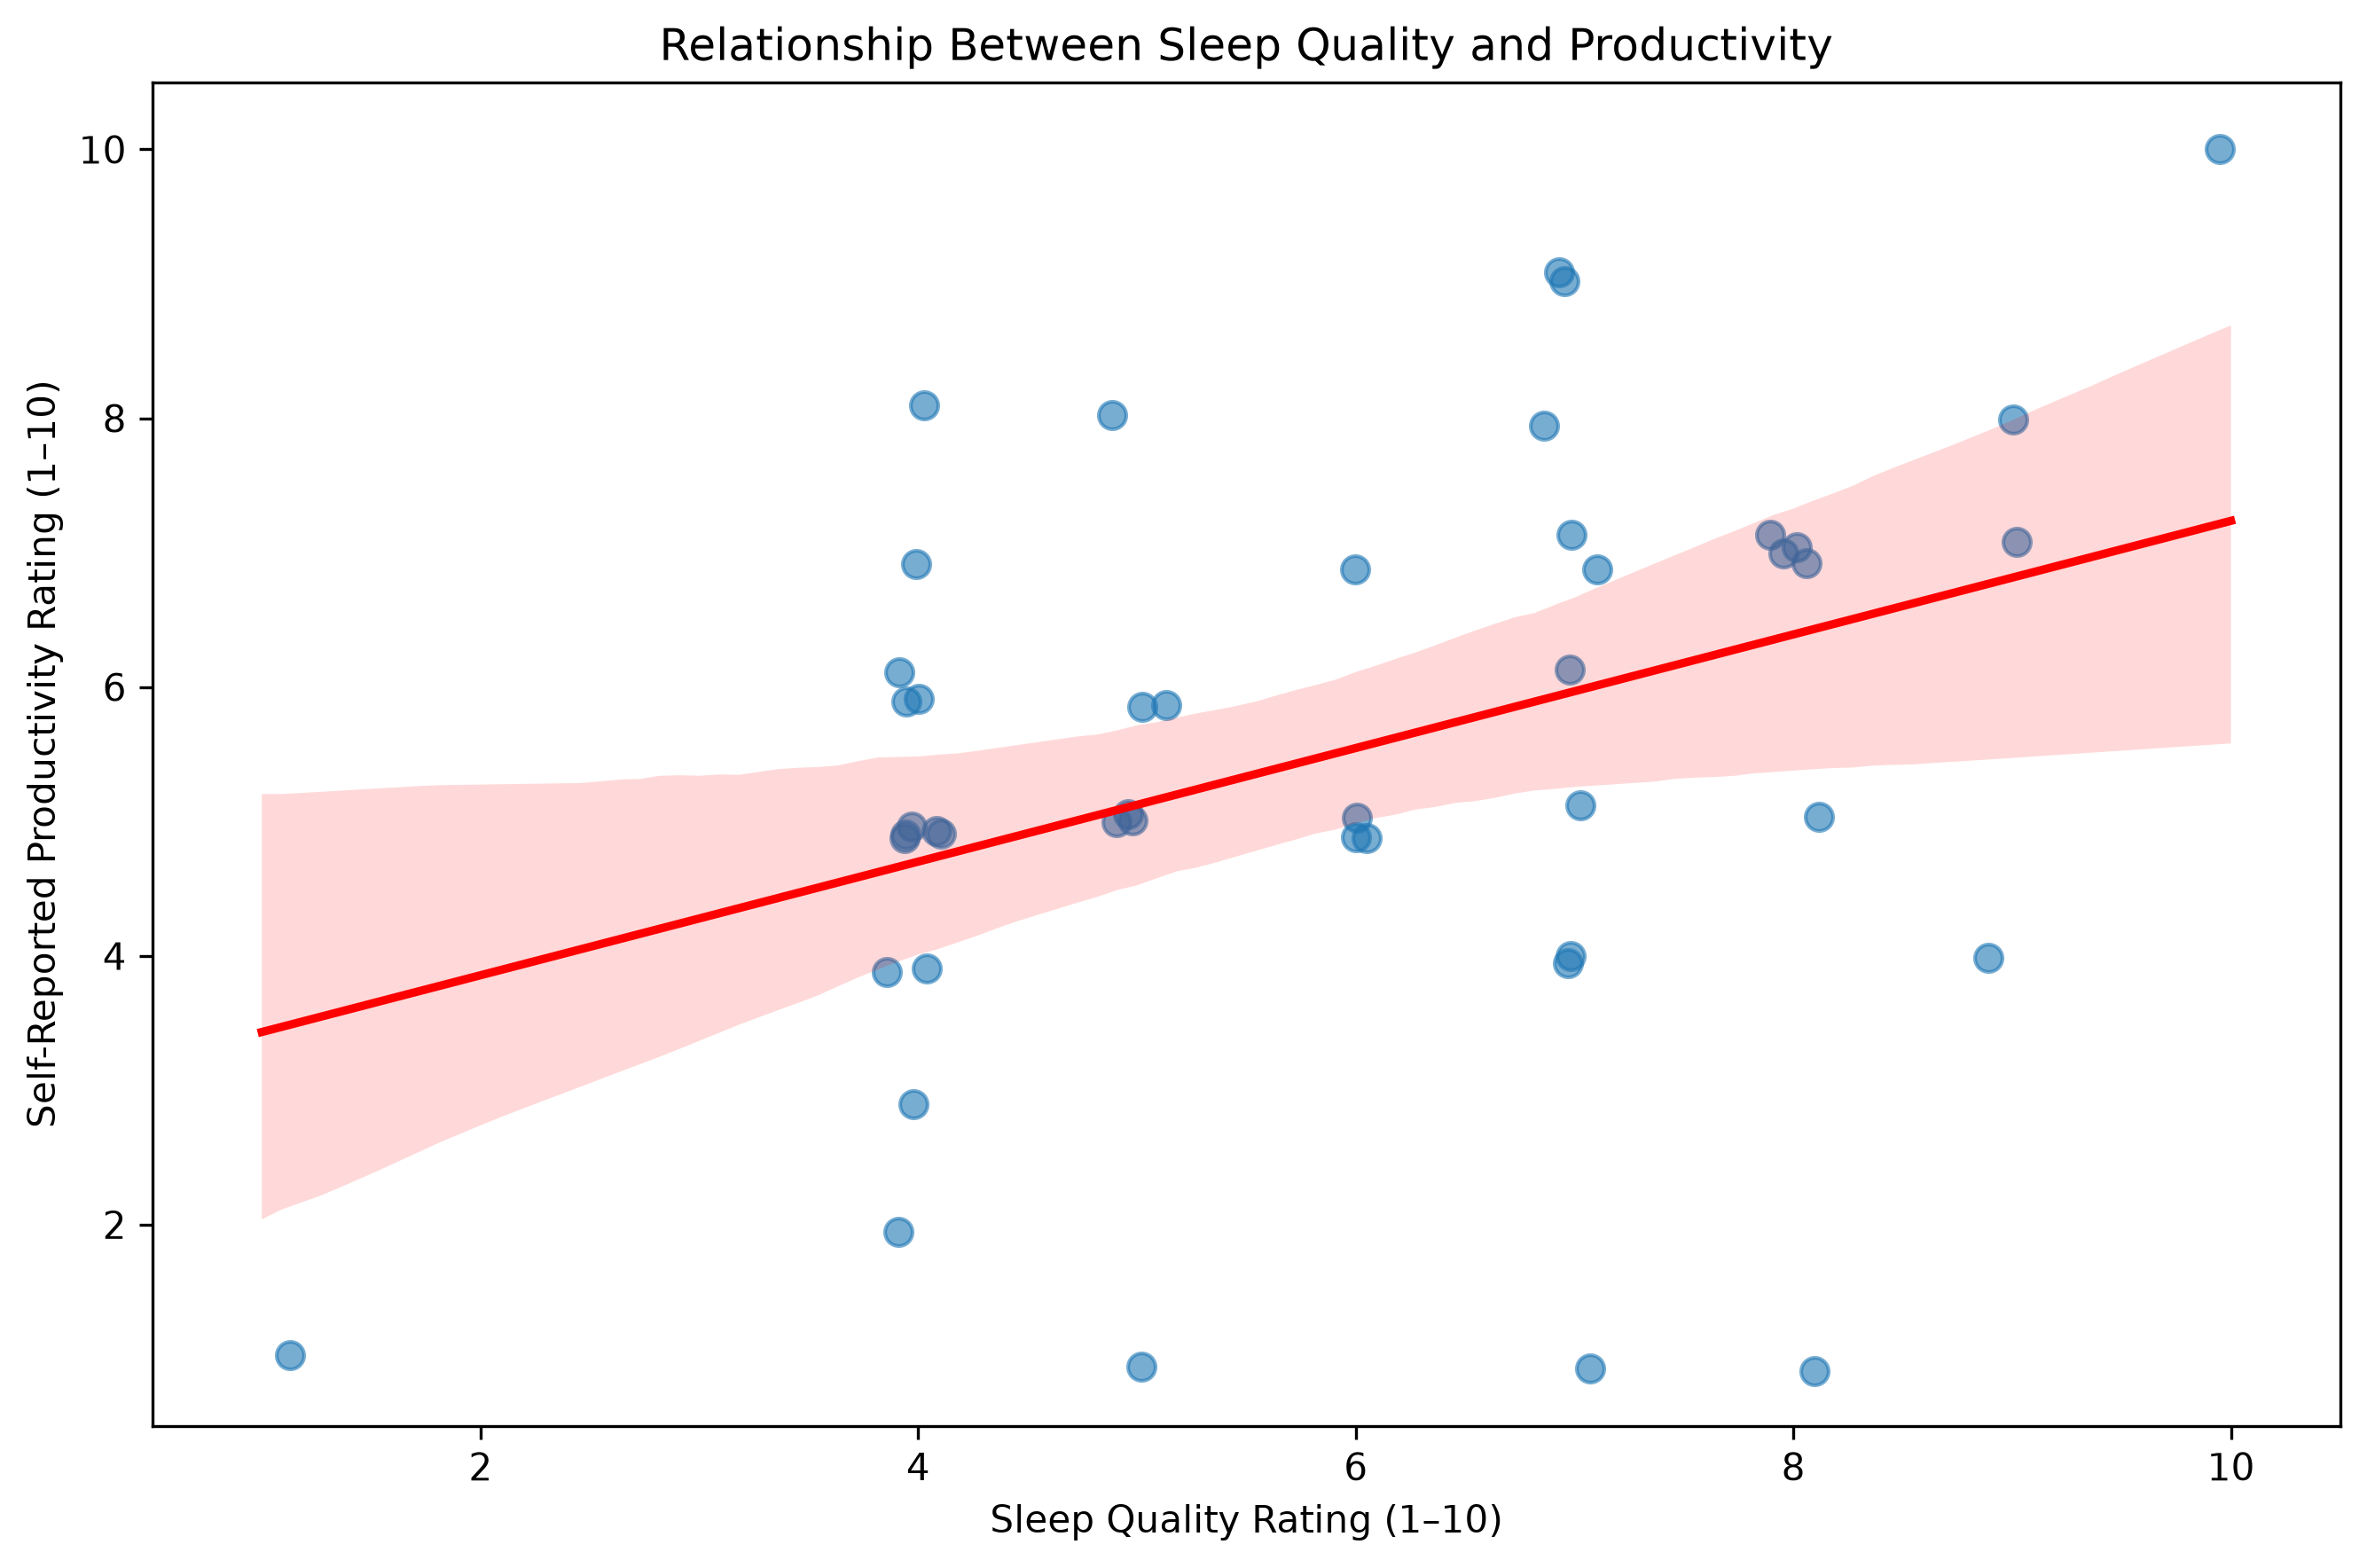 Relationship Between Sleep Quality and Productivity
Self-Reported Productivity Rating (1–10)
10
8
6
4
2
2 4 6 8 10
Sleep Quality Rating (1–10)